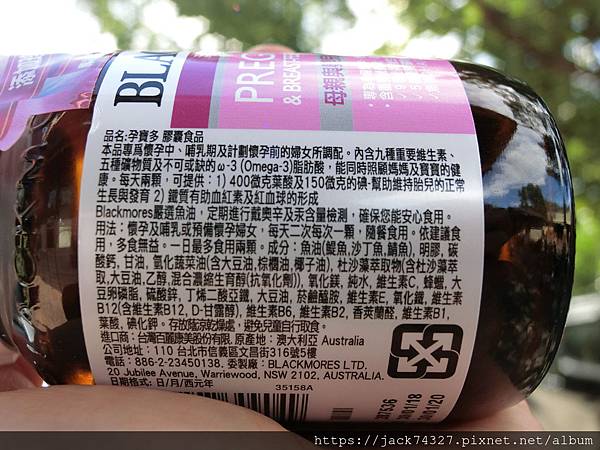 添加
BLA
PREG
& BREAST-F
品名:孕寶多 膠囊食品
本品專爲懷孕中、哺乳期及計劃懷孕前的婦女所調配。內含九種重要維生素、
五種礦物質及不可或缺的ω-3 (Omega-3)脂肪酸，能同時照顧媽媽及寶寶的健
康。每天兩顆，可提供：1) 400微克葉酸及150微克的碘-幫助維持胎兒的正常
生長與發育 2) 鐵質有助血紅素及紅血球的形成
Blackmores嚴選魚油，定期進行戴奧辛及汞含量檢測，確保您能安心食用。
用法：懷孕及哺乳或預備懷孕婦女，每天二次每次一顆，隨餐食用。依建議食
用，多食無益。一日最多食用兩顆。成分：魚油(鯷魚,沙丁魚,鯖魚), 明膠, 碳
酸鈣, 甘油, 氫化蔬菜油(含大豆油,棕櫚油,椰子油), 杜沙藻萃取物(含杜沙藻萃
取,大豆油,乙醇,混合濃縮生育醇(抗氧化劑)), 氧化鎂, 純水, 維生素C, 蜂蠟, 大
豆卵磷脂, 硫酸鋅, 丁烯二酸亞鐵, 大豆油, 菸鹼醯胺, 維生素E, 氧化鐵, 維生素
B12(含維生素B12, D-甘露醇), 維生素B6, 維生素B2, 香莢蘭醛, 維生素B1,
葉酸, 碘化鉀。存放蔭涼乾燥處，避免兒童自行取食。
進口商：台灣百麗康美股份有限, 原產地：澳大利亞 Australia
公司地址：110 台北市信義區文昌街316號5樓
電話：886-2-23450138. 委製廠：BLACKMORES LTD,
20 Jubilee Avenue, Warriewood, NSW 2102, AUSTRALIA.
日期格式: 日/月/西元年 35158A
287536
01/18
01/20
https://jack74327.pixnet.net/album